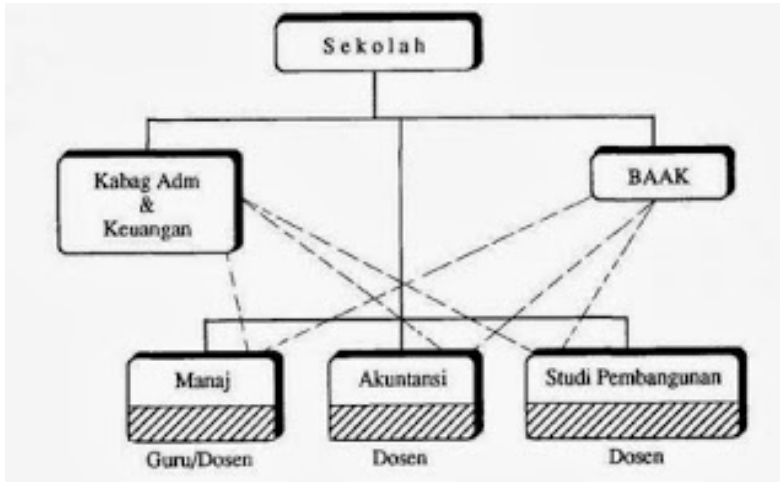 Sekolah
Kabag Adm
&
Keuangan
BAAK
Manaj
Akuntansi
Studi Pembangunan
Guru/Dosen
Dosen
Dosen